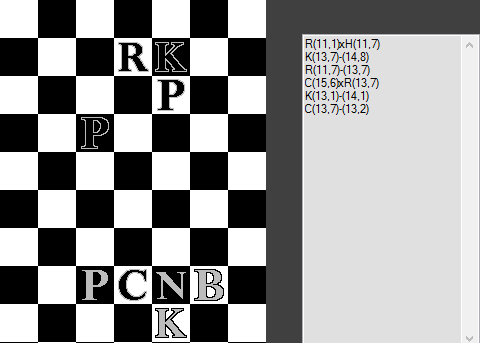 R K
P
P
P C N B
K
R(11,1)xH(11,7)
K(13,7)-(14,8)
R(11,7)-(13,7)
C(15,6)xR(13,7)
K(13,1)-(14,1)
C(13,7)-(13,2)